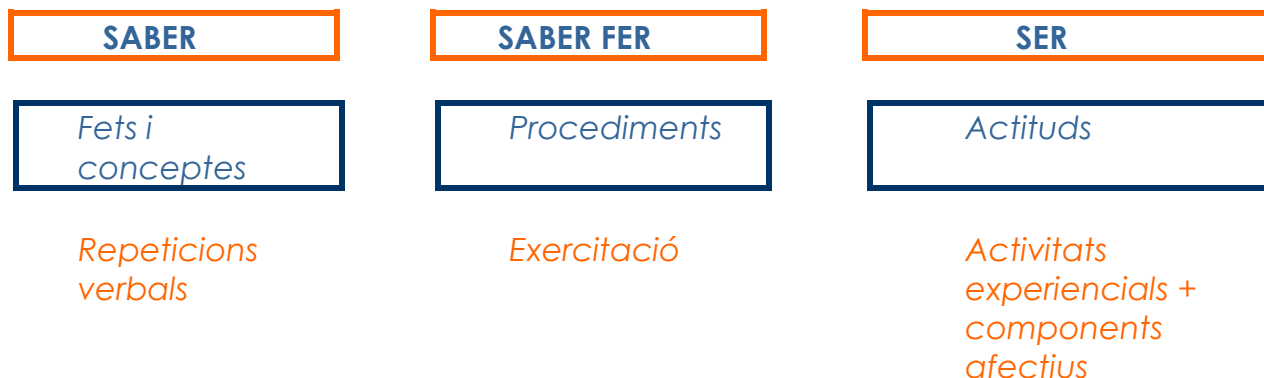 SABER
SABER FER
SER
Fets i
conceptes
Procediments
Actituds
Repeticions
verbals
Exercitació
Activitats
experiencials +
components
afectius